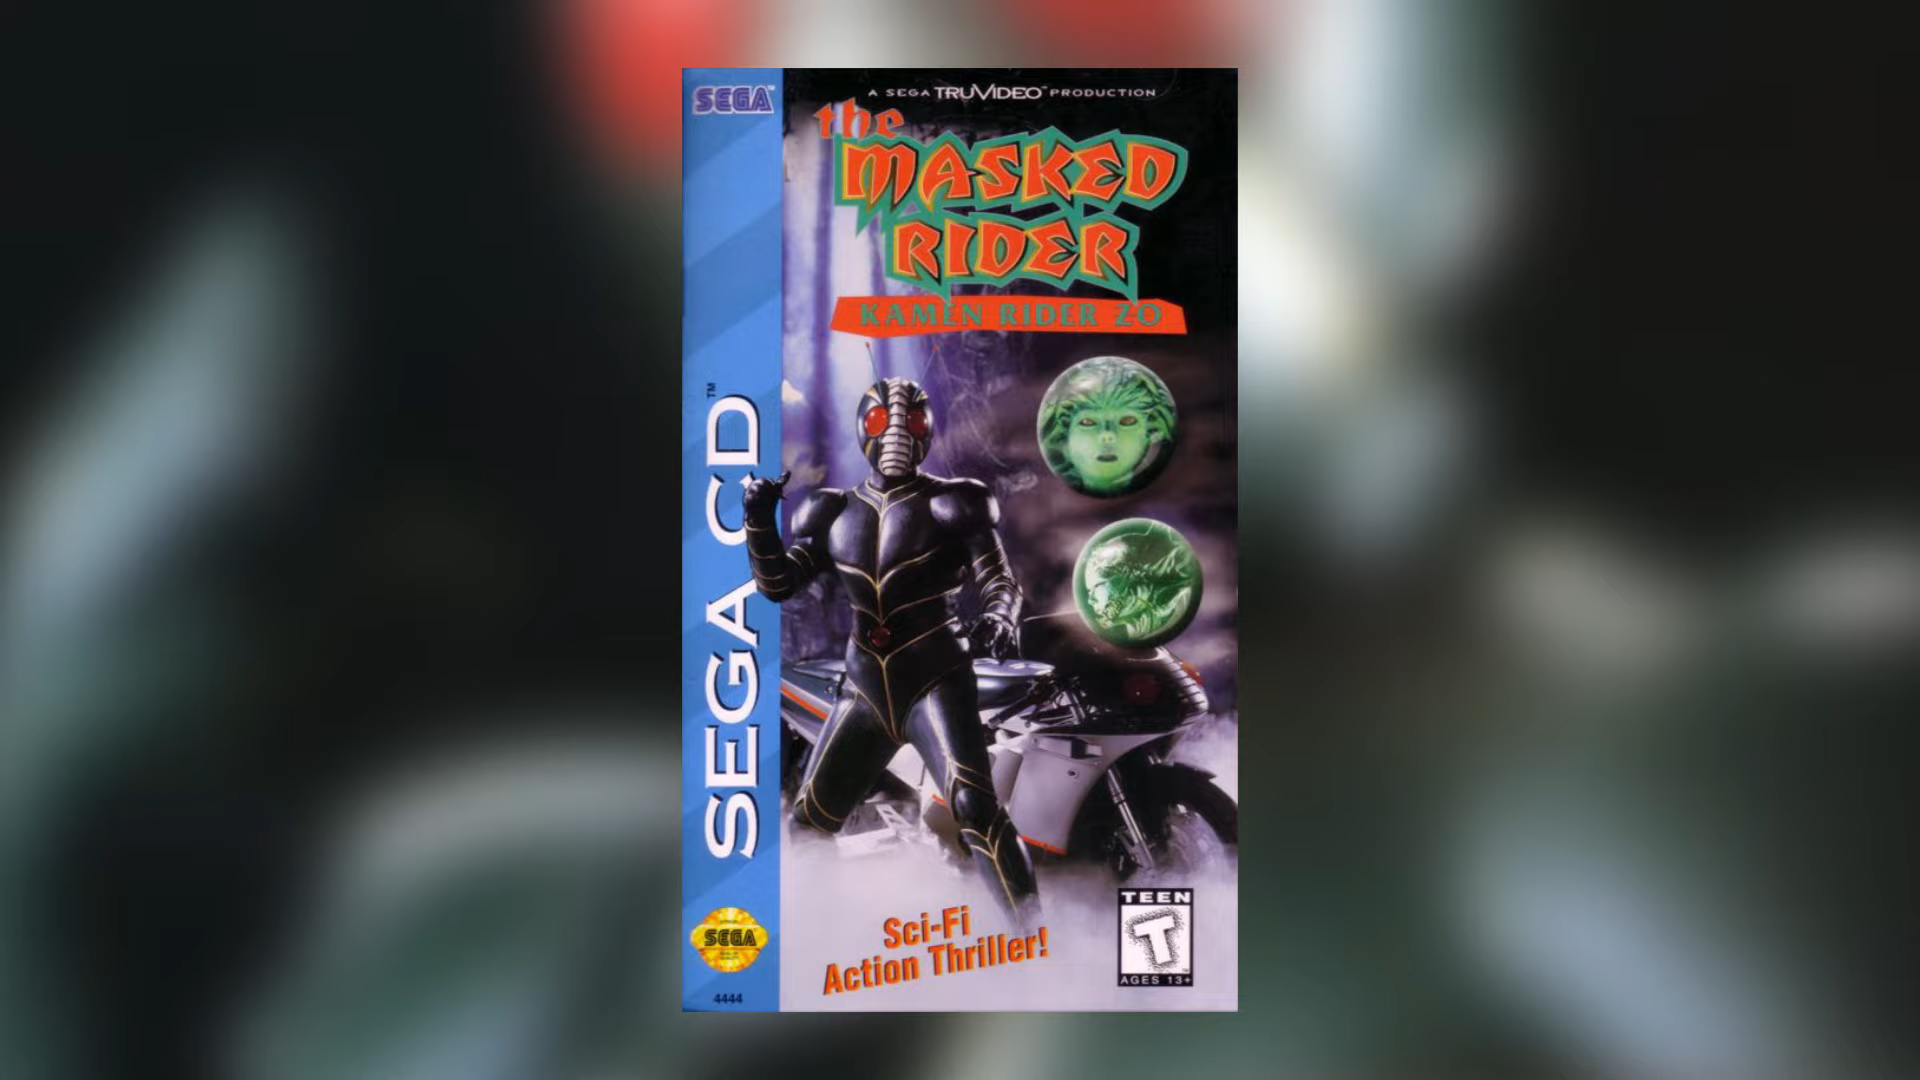 SEGA™
A SEGA TRUVIDEO™ PRODUCTION
the
MASKED
RIDER
KAMEN RIDER ZO
SEGA CD™
Sci-Fi
Action Thriller!
SEGA
4444
TEEN
T
AGES 13+